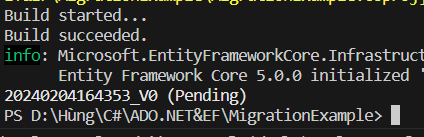 Build started...
Build succeeded.
info: Microsoft.EntityFrameworkCore.Infrastruct
Entity Framework Core 5.0.0 initialized '
20240204164353_V0 (Pending)
PS D:\Hùng\C#\ADO.NET&EF\MigrationExample>